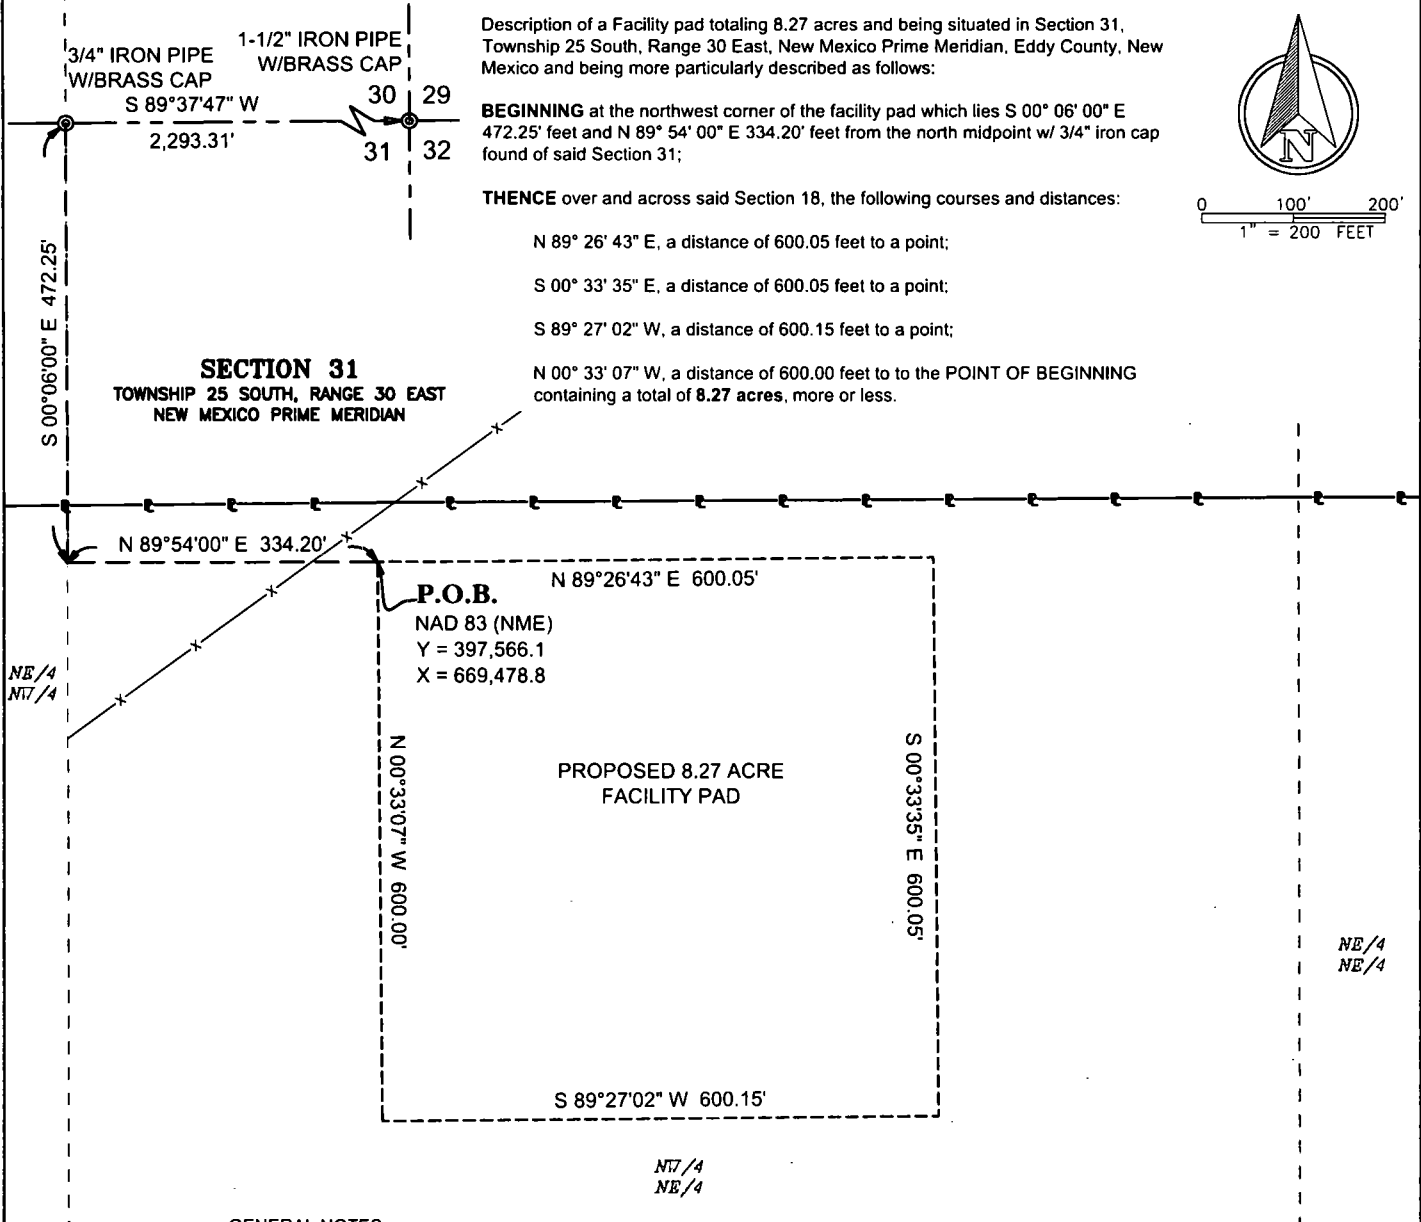 3/4" IRON PIPE
W/BRASS CAP
1-1/2" IRON PIPE
W/BRASS CAP
S 89°37'47" W
2,293.31'
30
29
31
32
Description of a Facility pad totaling 8.27 acres and being situated in Section 31,
Township 25 South, Range 30 East, New Mexico Prime Meridian, Eddy County, New
Mexico and being more particularly described as follows:
BEGINNING at the northwest corner of the facility pad which lies S 00° 06' 00" E
472.25' feet and N 89° 54' 00" E 334.20' feet from the north midpoint w/ 3/4" iron cap
found of said Section 31;
THENCE over and across said Section 18, the following courses and distances:
N 89° 26' 43" E, a distance of 600.05 feet to a point;
S 00° 33' 35" E, a distance of 600.05 feet to a point;
S 89° 27' 02" W, a distance of 600.15 feet to a point;
N 00° 33' 07" W, a distance of 600.00 feet to to the POINT OF BEGINNING
containing a total of 8.27 acres, more or less.
N
0 100' 200'
1" = 200 FEET
S 00°06'00" E 472.25'
SECTION 31
TOWNSHIP 25 SOUTH, RANGE 30 EAST
NEW MEXICO PRIME MERIDIAN
N 89°54'00" E 334.20'
N 89°26'43" E 600.05'
P.O.B.
NAD 83 (NME)
Y = 397,566.1
X = 669,478.8
NE/4
NW/4
N 00°33'07" W 600.00'
PROPOSED 8.27 ACRE
FACILITY PAD
S 00°33'35" E 600.05'
NE/4
NE/4
S 89°27'02" W 600.15'
NW/4
NE/4
GENERAL NOTES